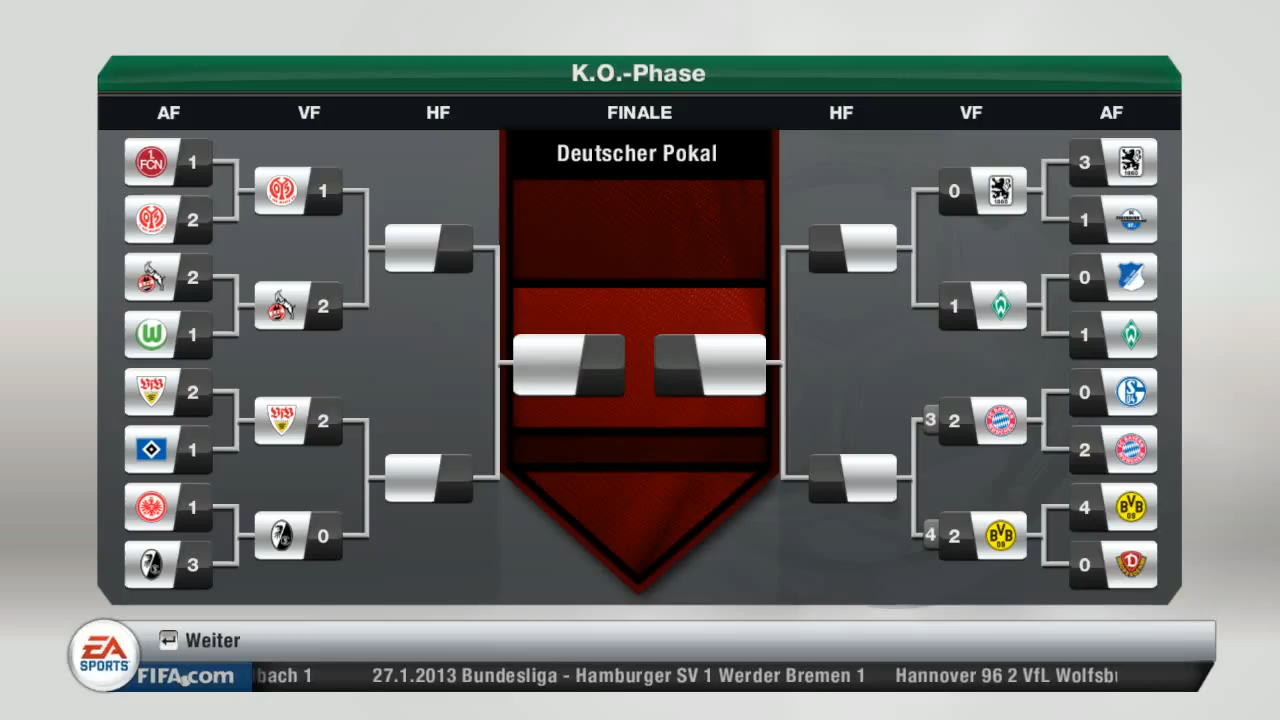 K.O.-Phase
AF VF HF FINALE HF VF AF
Deutscher Pokal
1 3
1 0
2 1
2 0
2 1
1 1
2 0
2 3 2
1 2
1 4
0 4 2
3 0
Weiter
EA SPORTS
FIFA.com bach 1 27.1.2013 Bundesliga - Hamburger SV 1 Werder Bremen 1 Hannover 96 2 VfL Wolfsb